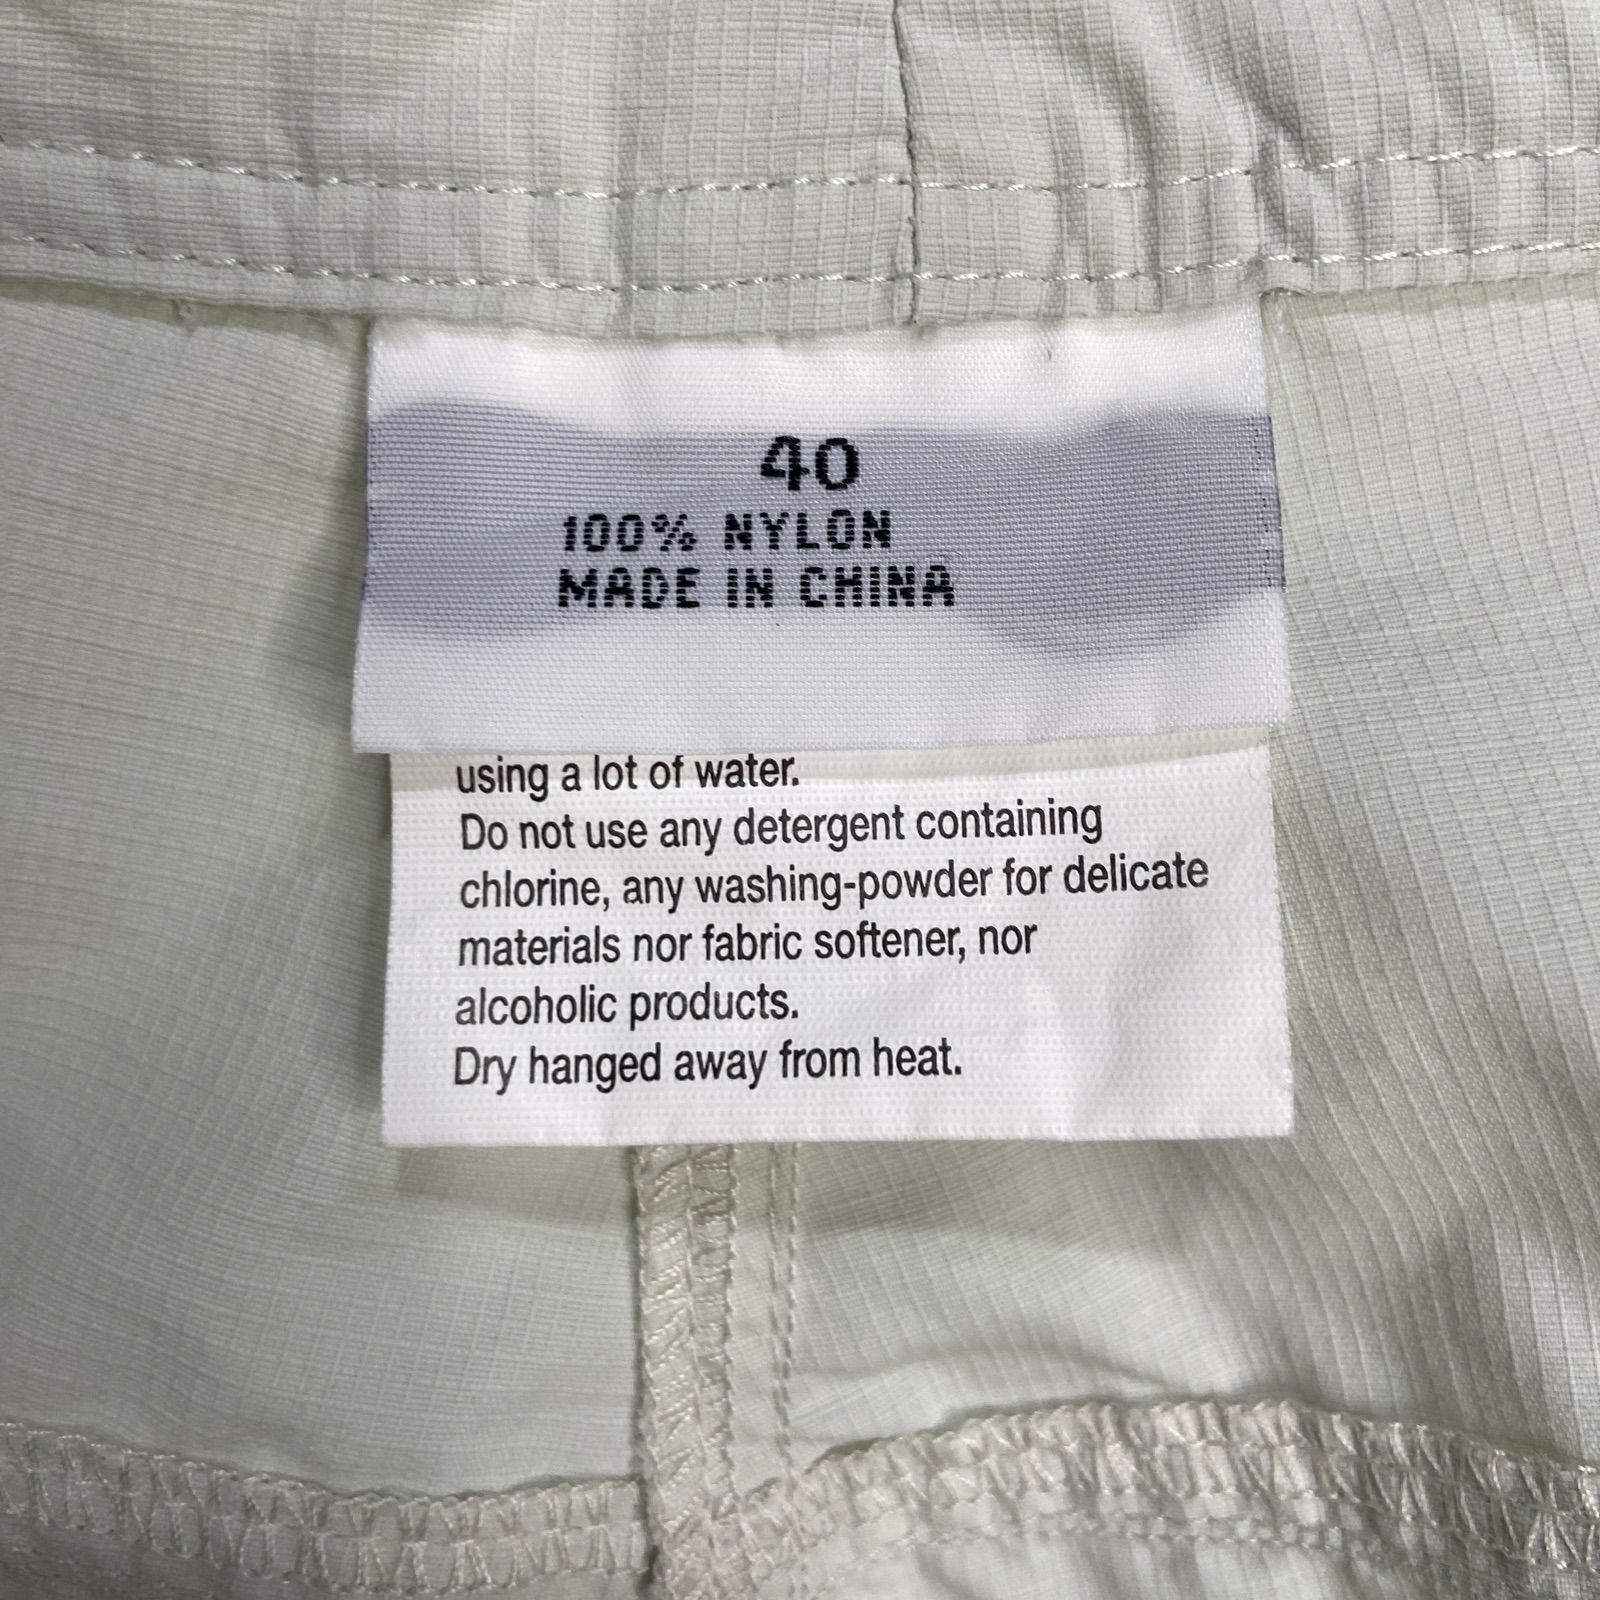 40
100% NYLON
MADE IN CHINA
using a lot of water.
Do not use any detergent containing
chlorine, any washing-powder for delicate
materials nor fabric softener, nor
alcoholic products.
Dry hanged away from heat.